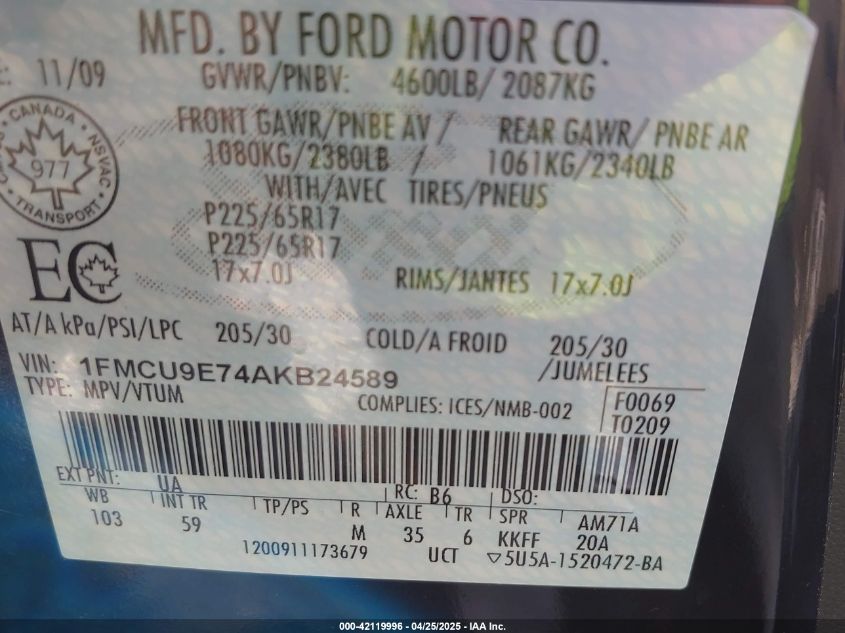 MFD. BY FORD MOTOR CO.
11/09
GVWR/PNBV: 4600LB/ 2087KG
FRONT GAWR/PNBE AV / REAR GAWR/ PNBE AR
1080KG/2380LB / 1061KG/2340LB
WITH/AVEC TIRES/PNEUS
P225/65R17
P225/65R17
17x7.0J RIMS/JANTES 17x7.0J
CANADA
NSVAC
977
TRANSPORT
EC
AT/A kPa/PSI/LPC 205/30 COLD/A FROID 205/30
VIN: 1FMCU9E74AKB24589 /JUMELEES
TYPE: MPV/VTUM
COMPLIES: ICES/NMB-002
F0069
T0209
EXT PNT: UA RC: B6 DSO:
WB INT TR TP/PS R AXLE TR SPR AM71A
103 59 M 35 6 KKFF 20A
1200911173679 UCT ▽5U5A-1520472-BA
000-42119996 04/25/2025 IAA Inc.